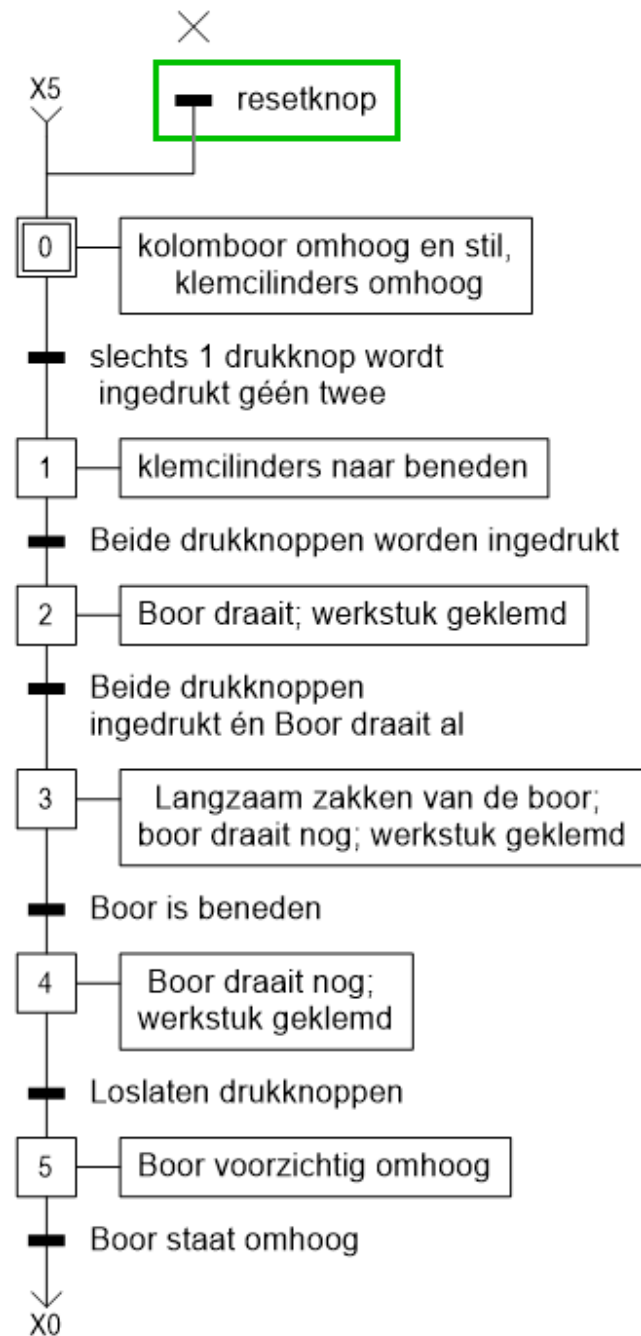 X5
resetknop
0
kolomboor omhoog en stil,
klemcilinders omhoog
slechts 1 drukknop wordt
ingedrukt géén twee
1
klemcilinders naar beneden
Beide drukknoppen worden ingedrukt
2
Boor draait; werkstuk geklemd
Beide drukknoppen
ingedrukt én Boor draait al
3
Langzaam zakken van de boor;
boor draait nog; werkstuk geklemd
Boor is beneden
4
Boor draait nog;
werkstuk geklemd
Loslaten drukknoppen
5
Boor voorzichtig omhoog
Boor staat omhoog
X0